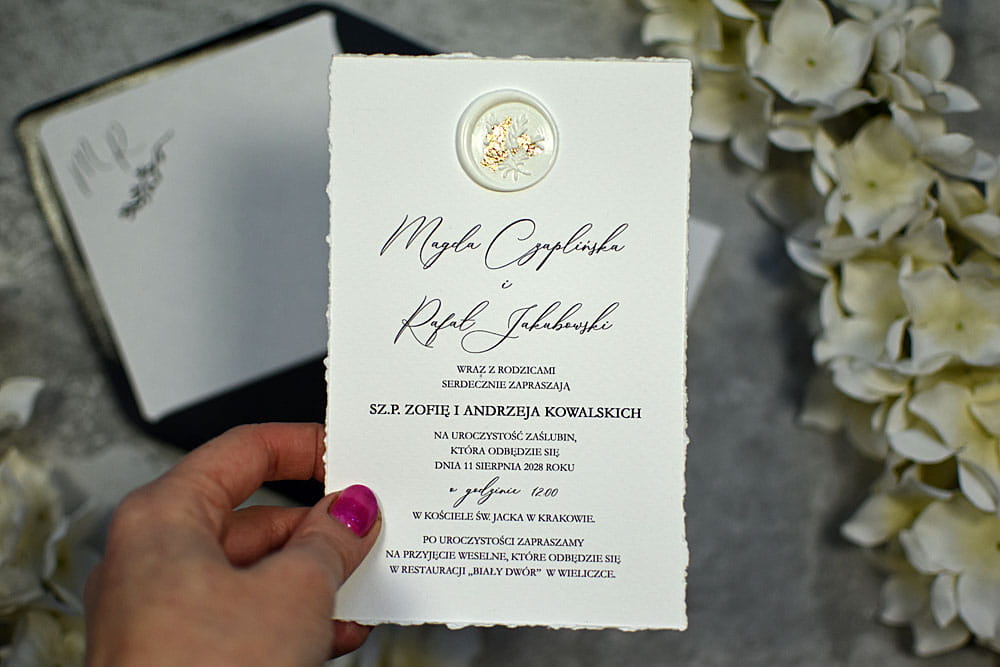 MR
Magda Czaplińska
i
Rafał Jakubowski
WRAZ Z RODZICAMI
SERDECZNIE ZAPRASZAJĄ
SZ.P. ZOFIĘ I ANDRZEJA KOWALSKICH
NA UROCZYSTOŚĆ ZAŚLUBIN,
KTÓRA ODBĘDZIE SIĘ
DNIA 11 SIERPNIA 2028 ROKU
o godzinie 12.00
W KOŚCIELE ŚW. JACKA W KRAKOWIE.
PO UROCZYSTOŚCI ZAPRASZAMY
NA PRZYJĘCIE WESELNE, KTÓRE ODBĘDZIE SIĘ
W RESTAURACJI „BIAŁY DWÓR” W WIELICZCE.